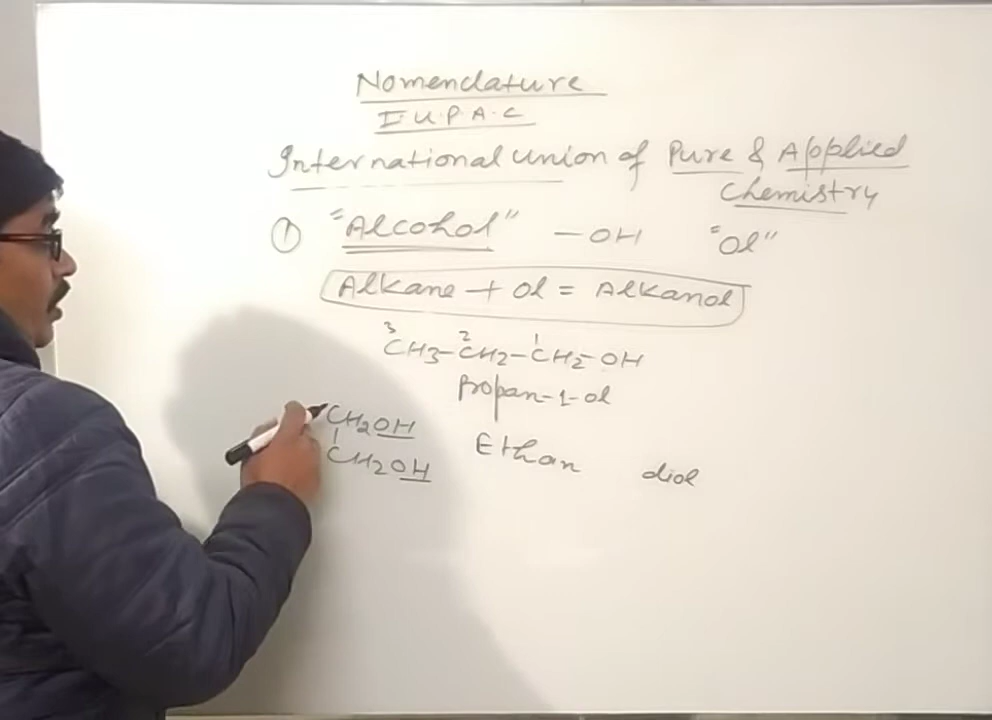 Nomenclature
I.U.P.A.C
International Union of Pure & Applied
Chemistry
① "Alcohol" -OH "Ol"
Alkane + Ol = Alkanol
3 2 1
CH3-CH2-CH2-OH
Propan-1-ol
CH2OH
CH2OH
Ethan diol